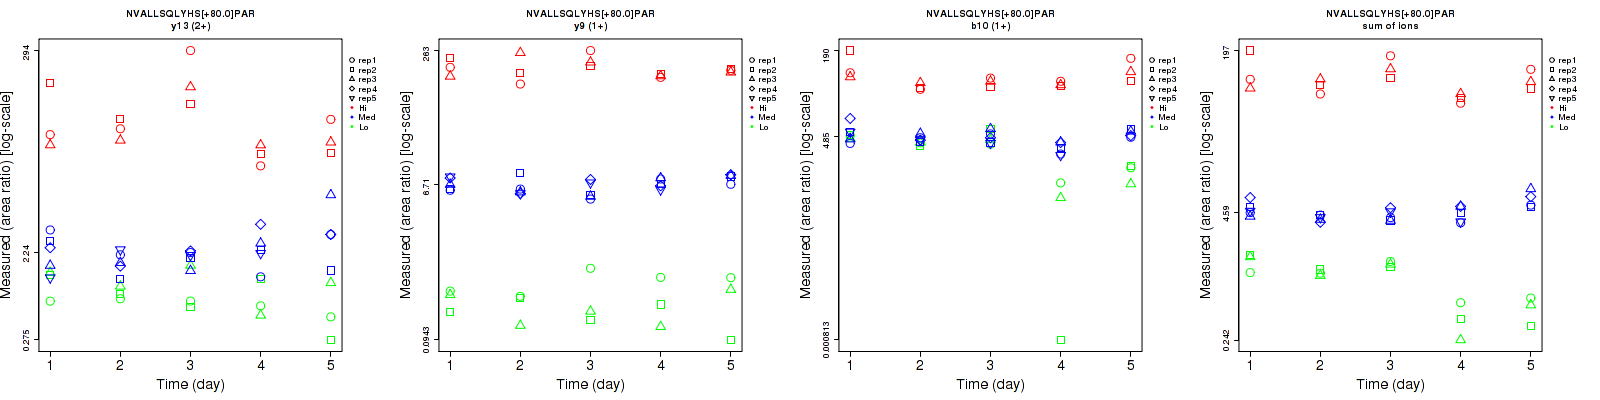 NVALLSQLYHS[+80.0]PAR
y13 (2+)
294
2.24
0.275
Measured (area ratio) [log-scale]
1 2 3 4 5
Time (day)
rep1
rep2
rep3
rep4
rep5
Hi
Med
Lo
NVALLSQLYHS[+80.0]PAR
y9 (1+)
263
6.71
0.0943
Measured (area ratio) [log-scale]
1 2 3 4 5
Time (day)
rep1
rep2
rep3
rep4
rep5
Hi
Med
Lo
NVALLSQLYHS[+80.0]PAR
b10 (1+)
190
4.85
0.000813
Measured (area ratio) [log-scale]
1 2 3 4 5
Time (day)
rep1
rep2
rep3
rep4
rep5
Hi
Med
Lo
NVALLSQLYHS[+80.0]PAR
sum of ions
197
4.59
0.242
Measured (area ratio) [log-scale]
1 2 3 4 5
Time (day)
rep1
rep2
rep3
rep4
rep5
Hi
Med
Lo